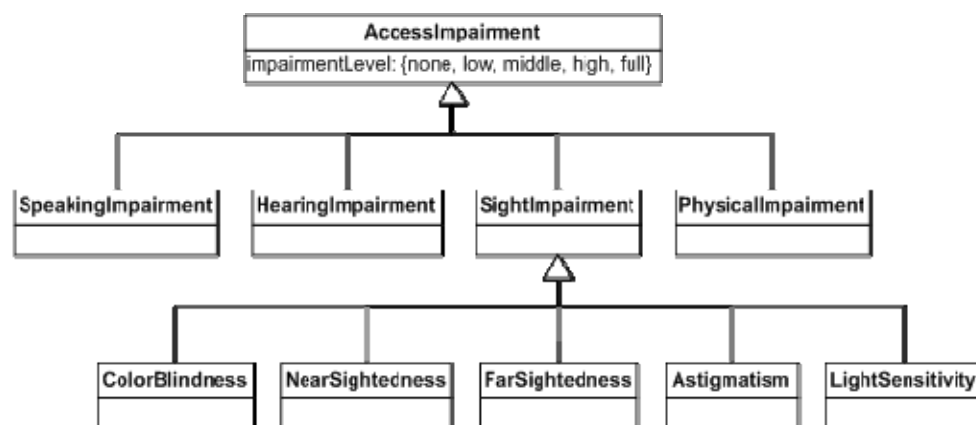 AccessImpairment
impairmentLevel: {none, low, middle, high, full}
SpeakingImpairment
HearingImpairment
SightImpairment
PhysicalImpairment
ColorBlindness
NearSightedness
FarSightedness
Astigmatism
LightSensitivity